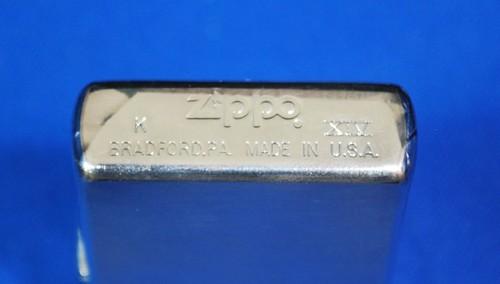 Zippo
K XIV
BRADFORD,PA. MADE IN U.S.A.